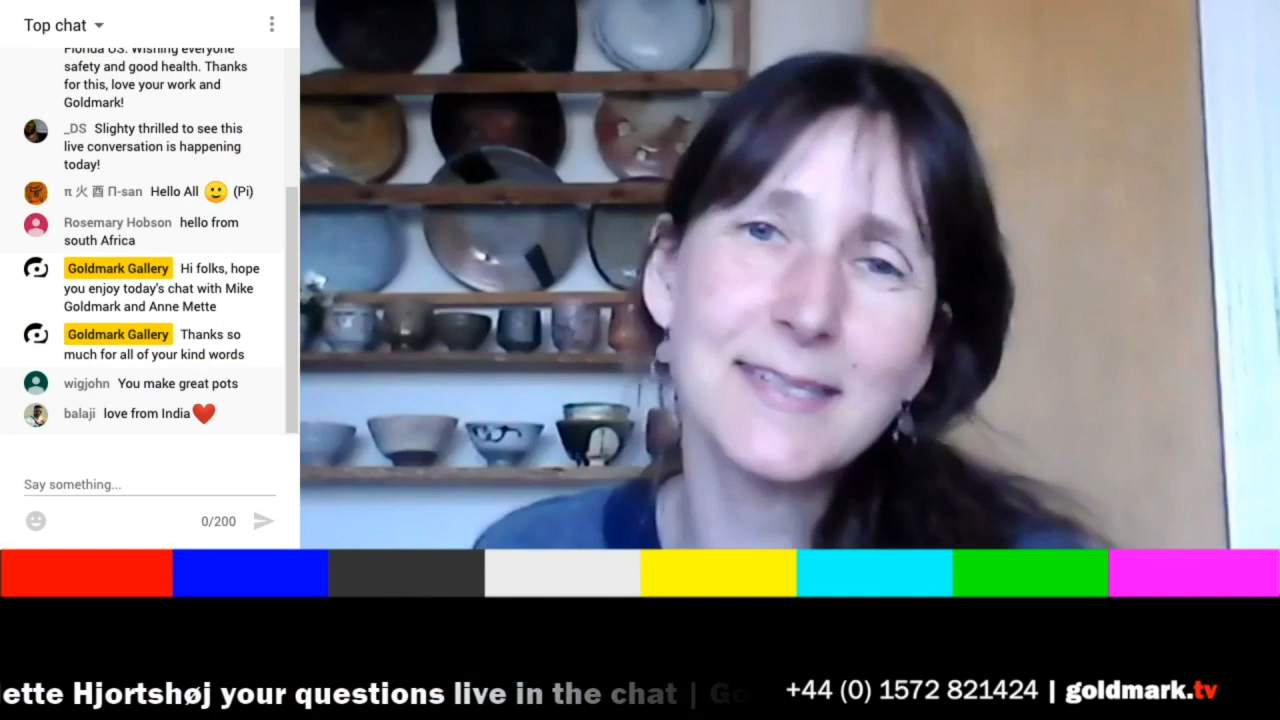 Top chat
Florida US. Wishing everyone
safety and good health. Thanks
for this, love your work and
Goldmark!
_DS Slighty thrilled to see this
live conversation is happening
today!
π 火 酉 П-san Hello All 🙂 (Pi)
Rosemary Hobson hello from
south Africa
Goldmark Gallery Hi folks, hope
you enjoy today's chat with Mike
Goldmark and Anne Mette
Goldmark Gallery Thanks so
much for all of your kind words
wigjohn You make great pots
balaji love from India❤️
Say something...
0/200
ette Hjortshøj your questions live in the chat | Go
+44 (0) 1572 821424 | goldmark.tv